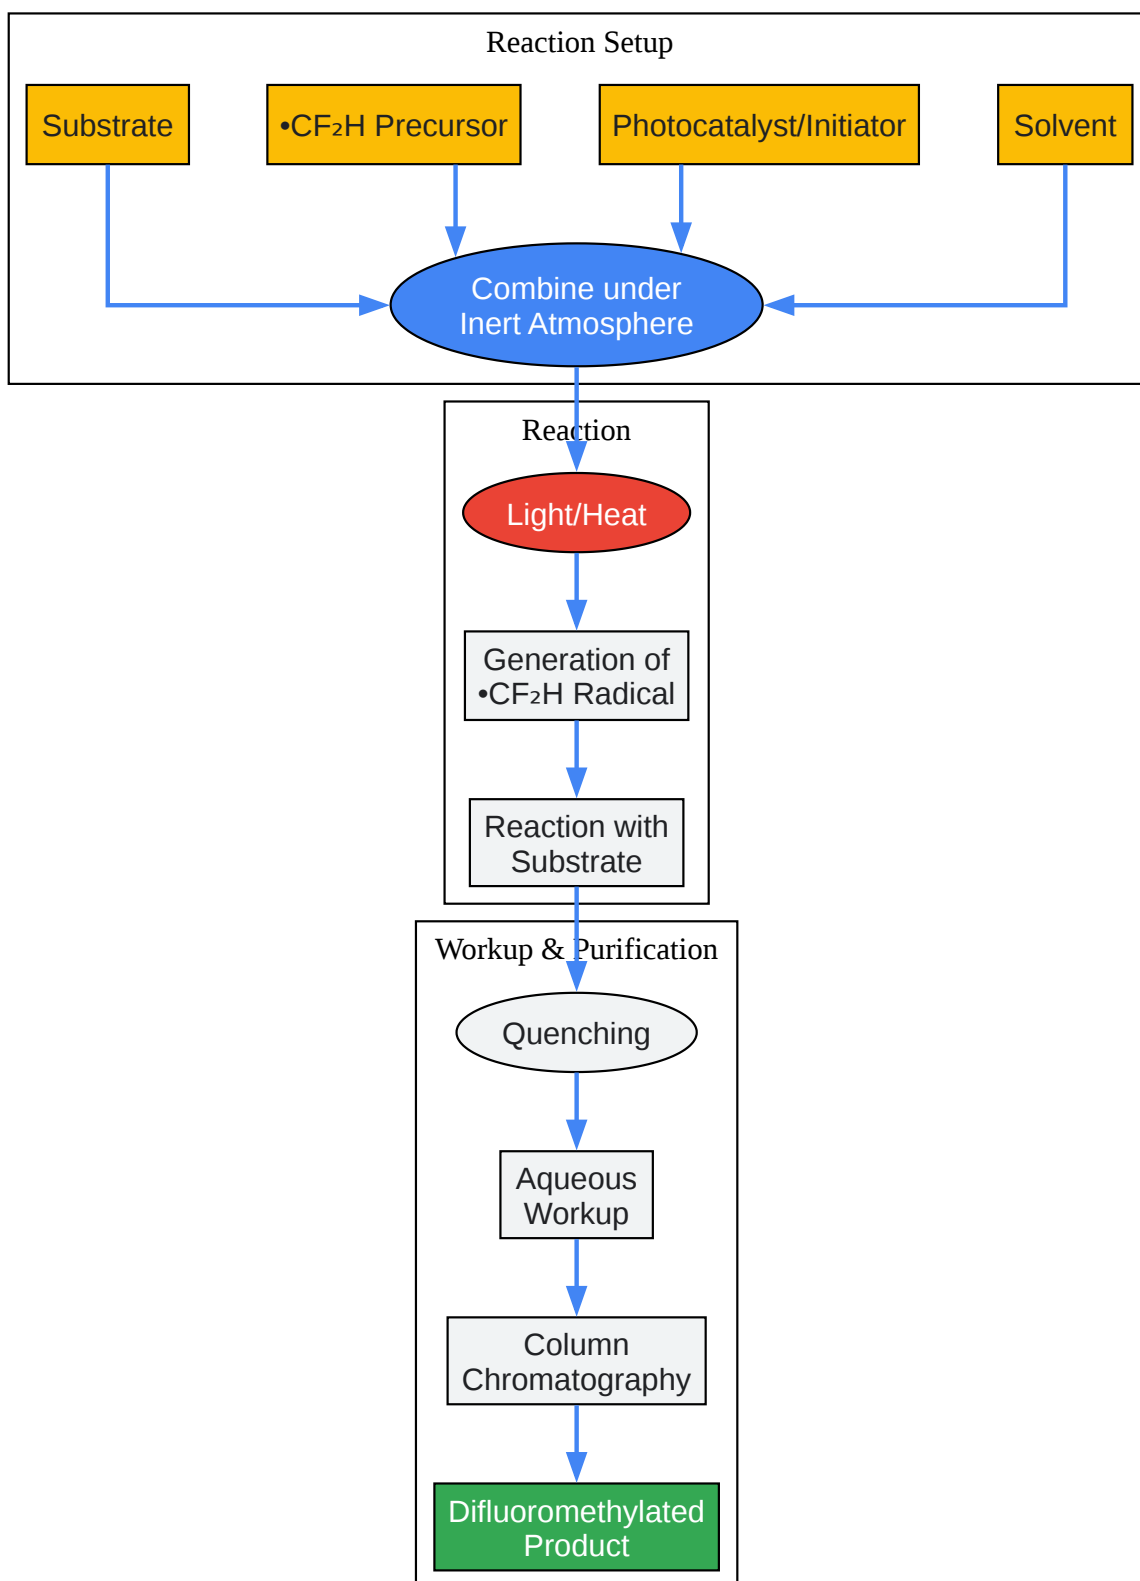 Reaction Setup
Substrate
•CF₂H Precursor
Photocatalyst/Initiator
Solvent
Combine under
Inert Atmosphere
Reaction
Light/Heat
Generation of
•CF₂H Radical
Reaction with
Substrate
Workup & Purification
Quenching
Aqueous
Workup
Column
Chromatography
Difluoromethylated
Product